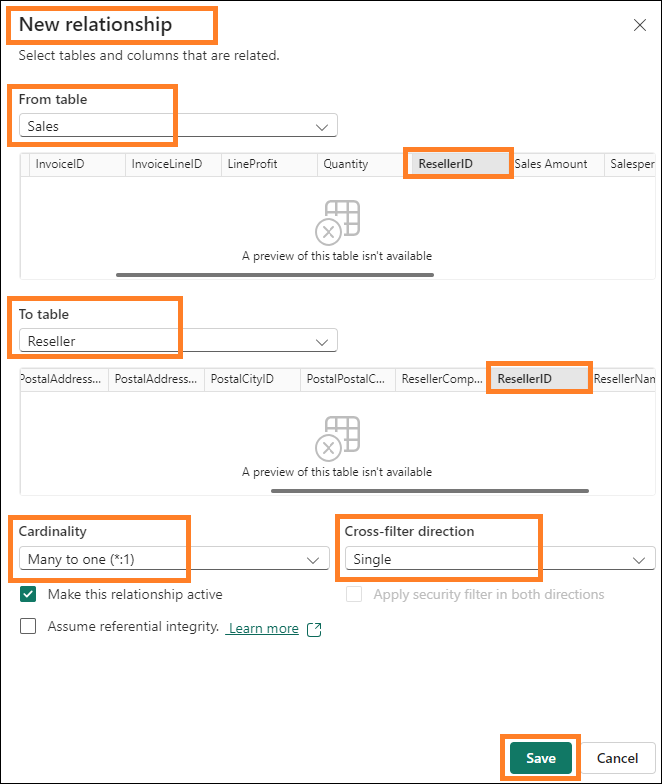 New relationship
Select tables and columns that are related.
From table
Sales
InvoiceID InvoiceLineID LineProfit Quantity ResellerID Sales Amount Salesper
A preview of this table isn't available
To table
Reseller
PostalAddress... PostalAddress... PostalCityID PostalPostalC... ResellerComp... ResellerID ResellerNam
A preview of this table isn't available
Cardinality Cross-filter direction
Many to one (*:1) Single
Make this relationship active Apply security filter in both directions
Assume referential integrity. Learn more
Save Cancel